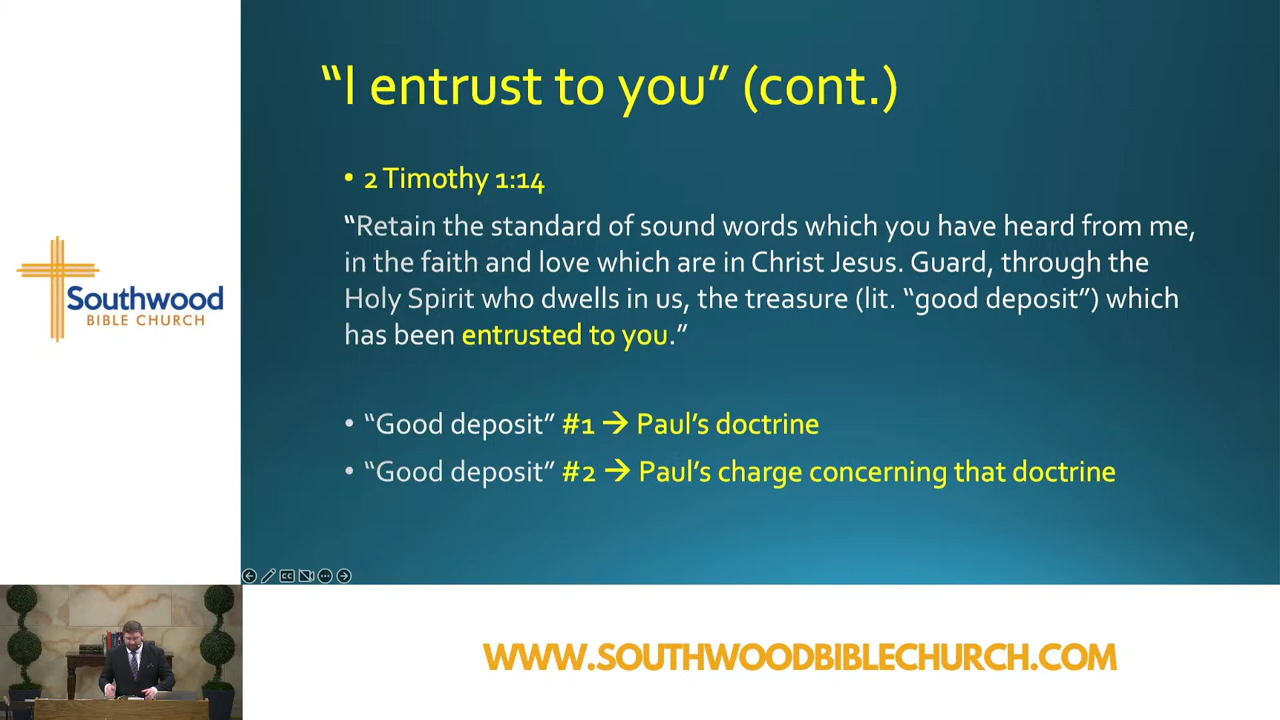 “I entrust to you” (cont.)
• 2 Timothy 1:14
“Retain the standard of sound words which you have heard from me,
in the faith and love which are in Christ Jesus. Guard, through the
Holy Spirit who dwells in us, the treasure (lit. “good deposit”) which
has been entrusted to you.”
• “Good deposit” #1 → Paul’s doctrine
• “Good deposit” #2 → Paul’s charge concerning that doctrine
Southwood
BIBLE CHURCH
CC
WWW.SOUTHWOODBIBLECHURCH.COM